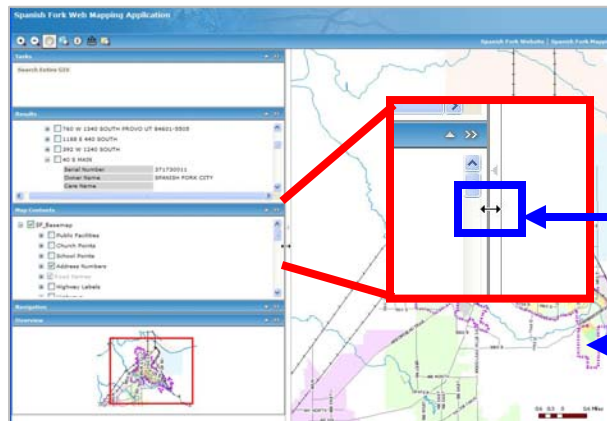 Spanish Fork Web Mapping Application
Spanish Fork Website | Spanish Fork Mapp
Tasks
Search Entire GIS
Results
760 W 1340 SOUTH PROVO UT 84601-5505
1188 E 440 SOUTH
392 W 1240 SOUTH
40 S MAIN
Serial Number 371730011
Owner Name SPANISH FORK CITY
Care Name
Map Contents
SF_Basemap
Public Facilities
Church Points
School Points
Address Numbers
Road Names
Highway Labels
Navigation
Overview